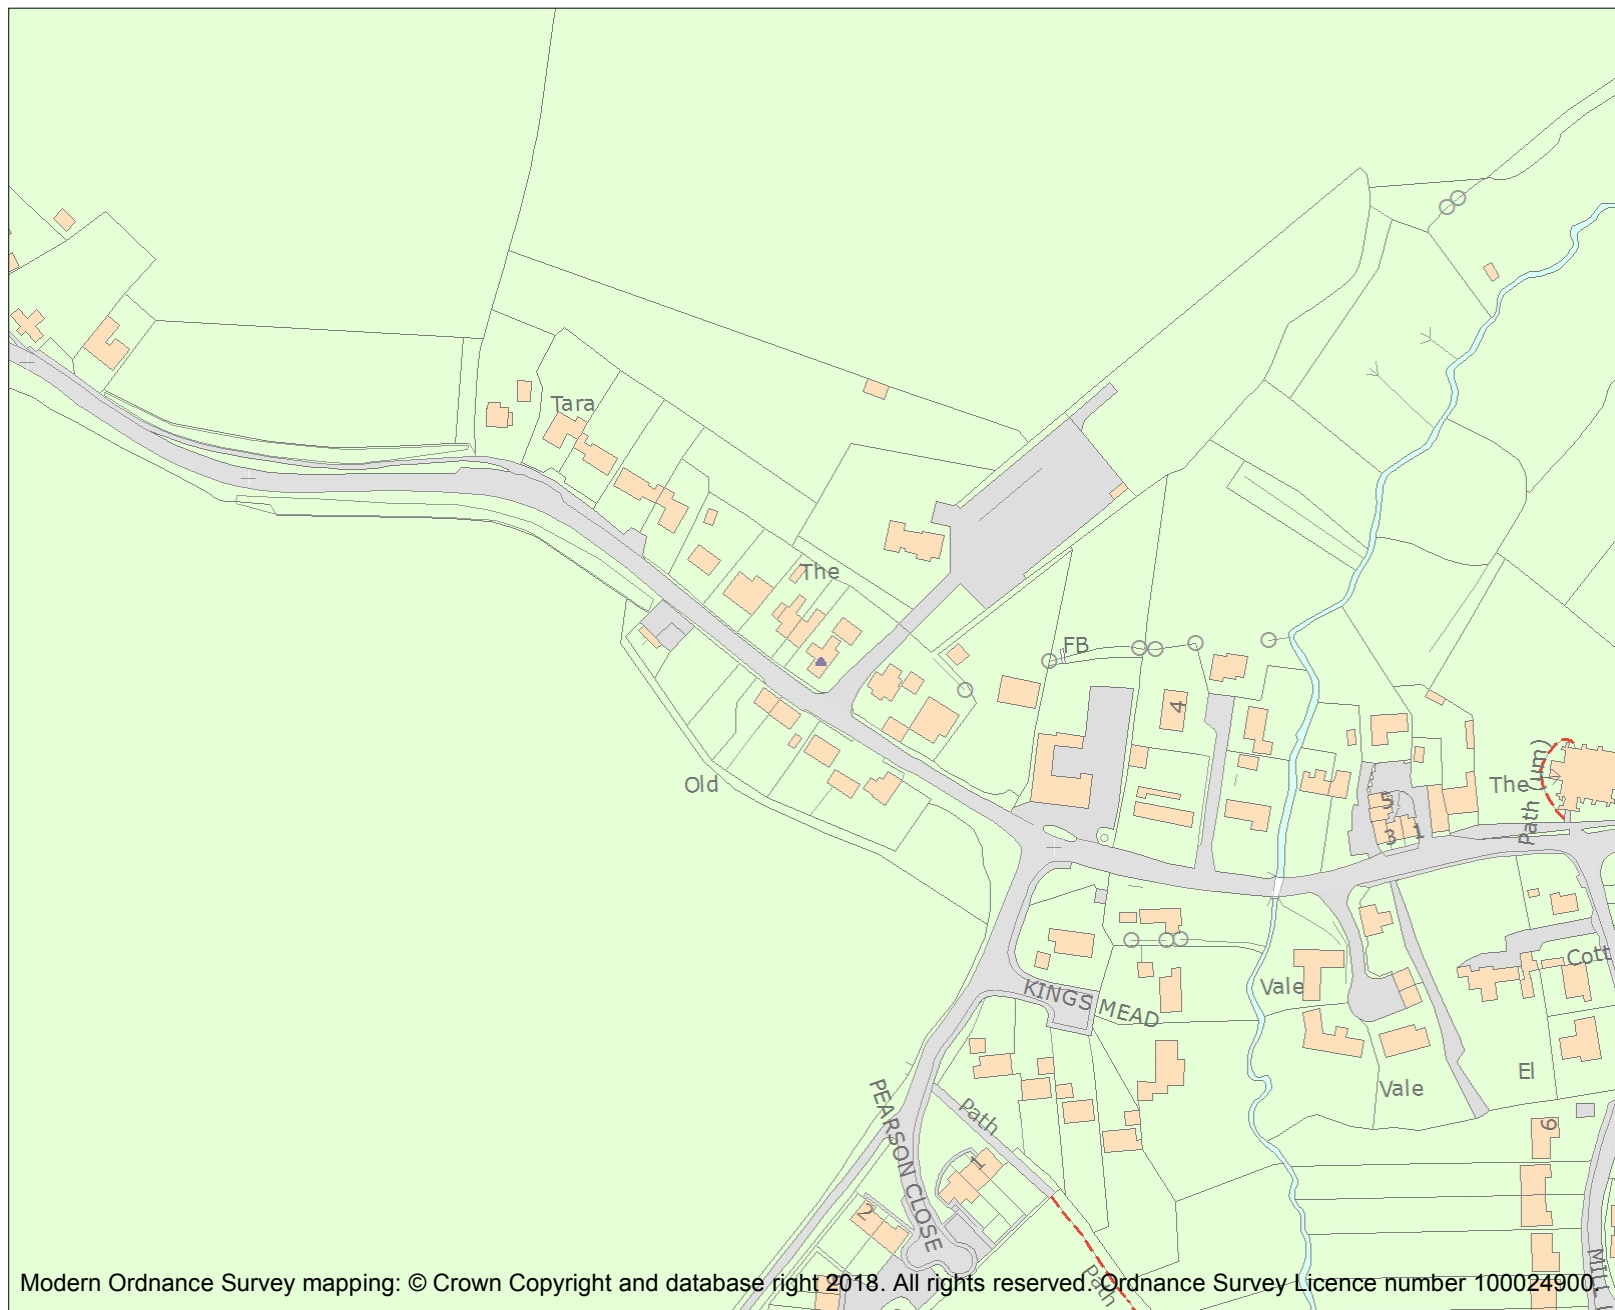 Tara
The
FB
4
Old
The
Path (um)
5
3
1
Cott
Vale
KINGS MEAD
El
Vale
Path
PEARSON CLOSE
6
1
2
Path
MILL
Modern Ordnance Survey mapping: © Crown Copyright and database right 2018. All rights reserved. Ordnance Survey Licence number 100024900.